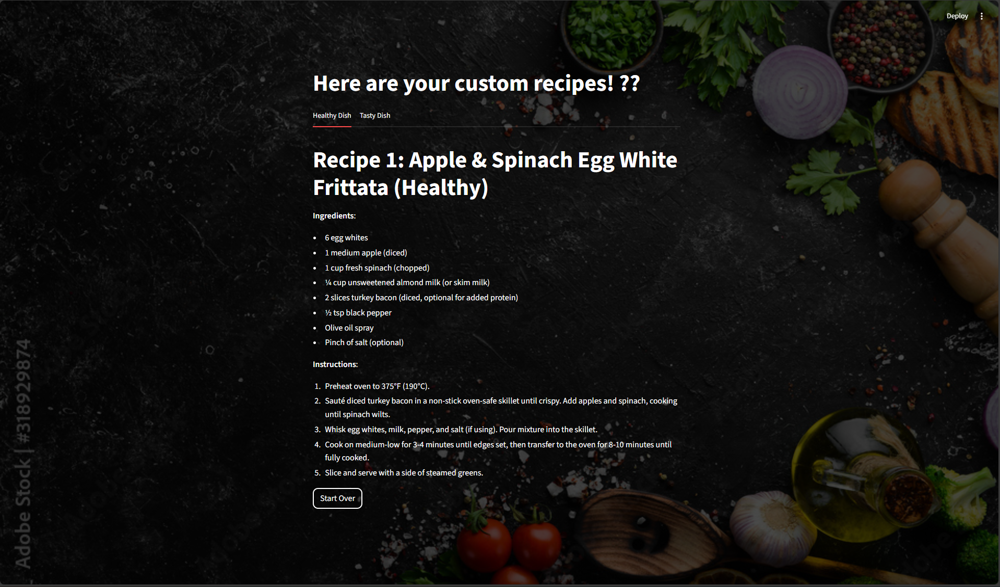 Deploy
Here are your custom recipes! ??
Healthy Dish Tasty Dish
Recipe 1: Apple & Spinach Egg White
Frittata (Healthy)
Ingredients:
• 6 egg whites
• 1 medium apple (diced)
• 1 cup fresh spinach (chopped)
• ¼ cup unsweetened almond milk (or skim milk)
• 2 slices turkey bacon (diced, optional for added protein)
• ½ tsp black pepper
• Olive oil spray
• Pinch of salt (optional)
Instructions:
1. Preheat oven to 375°F (190°C).
2. Sauté diced turkey bacon in a non-stick oven-safe skillet until crispy. Add apples and spinach, cooking
until spinach wilts.
3. Whisk egg whites, milk, pepper, and salt (if using). Pour mixture into the skillet.
4. Cook on medium-low for 3-4 minutes until edges set, then transfer to the oven for 8-10 minutes until
fully cooked.
5. Slice and serve with a side of steamed greens.
Start Over
Adobe Stock | #318929874